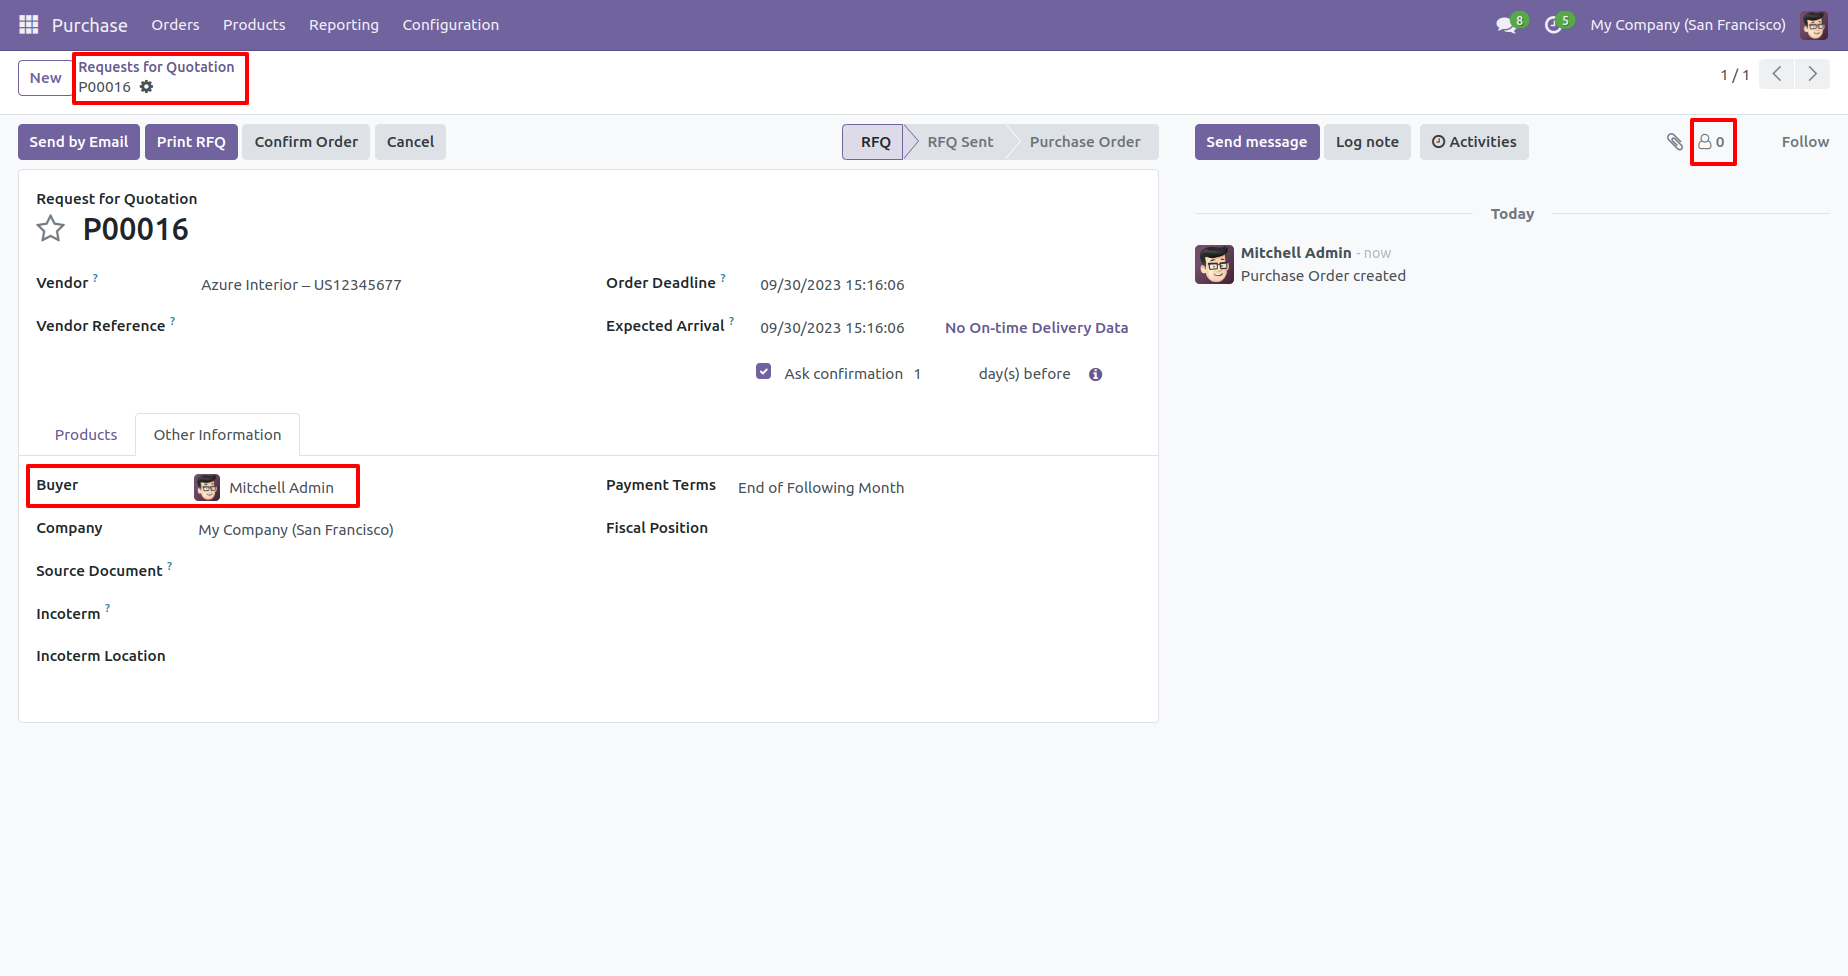 Purchase Orders Products Reporting Configuration 8 5 My Company (San Francisco)
New
Requests for Quotation
P00016
1 / 1
Send by Email Print RFQ Confirm Order Cancel RFQ RFQ Sent Purchase Order
Send message Log note Activities 0 Follow
Request for Quotation
P00016
Vendor ? Azure Interior – US12345677
Order Deadline ? 09/30/2023 15:16:06
Vendor Reference ?
Expected Arrival ? 09/30/2023 15:16:06 No On-time Delivery Data
Ask confirmation 1 day(s) before
Products Other Information
Buyer Mitchell Admin
Payment Terms End of Following Month
Company My Company (San Francisco)
Fiscal Position
Source Document ?
Incoterm ?
Incoterm Location
Today
Mitchell Admin - now
Purchase Order created